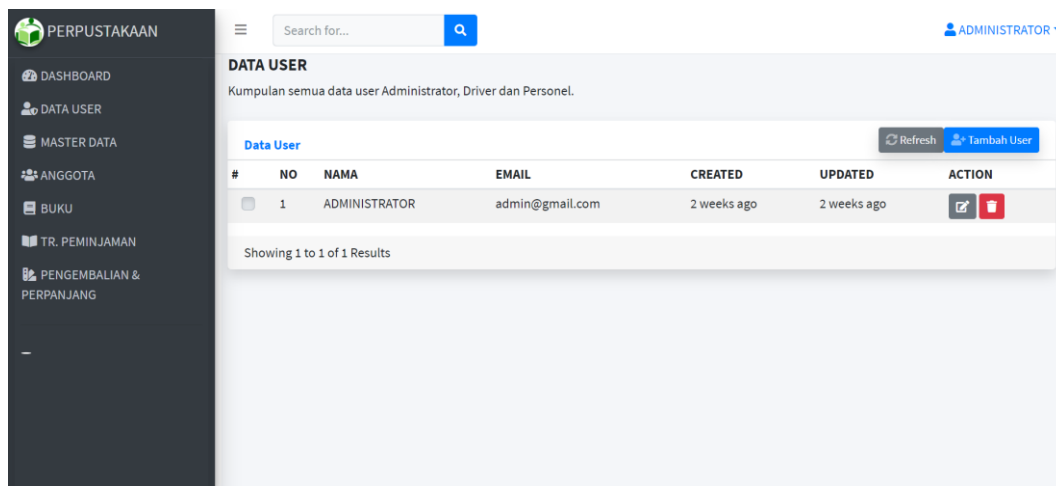 PERPUSTAKAAN
Search for...
ADMINISTRATOR
DASHBOARD
DATA USER
MASTER DATA
ANGGOTA
BUKU
TR. PEMINJAMAN
PENGEMBALIAN &
PERPANJANG
DATA USER
Kumpulan semua data user Administrator, Driver dan Personel.
Data User
Refresh
Tambah User
# NO NAMA EMAIL CREATED UPDATED ACTION
1 ADMINISTRATOR admin@gmail.com 2 weeks ago 2 weeks ago
Showing 1 to 1 of 1 Results